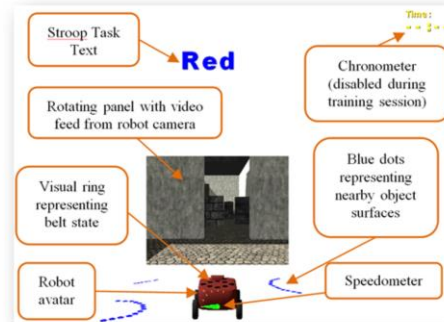 Stroop Task
Text
Red
Time:
--:--
Chronometer
(disabled during
training session)
Rotating panel with video
feed from robot camera
Blue dots
representing
nearby object
surfaces
Visual ring
representing
belt state
Robot
avatar
Speedometer